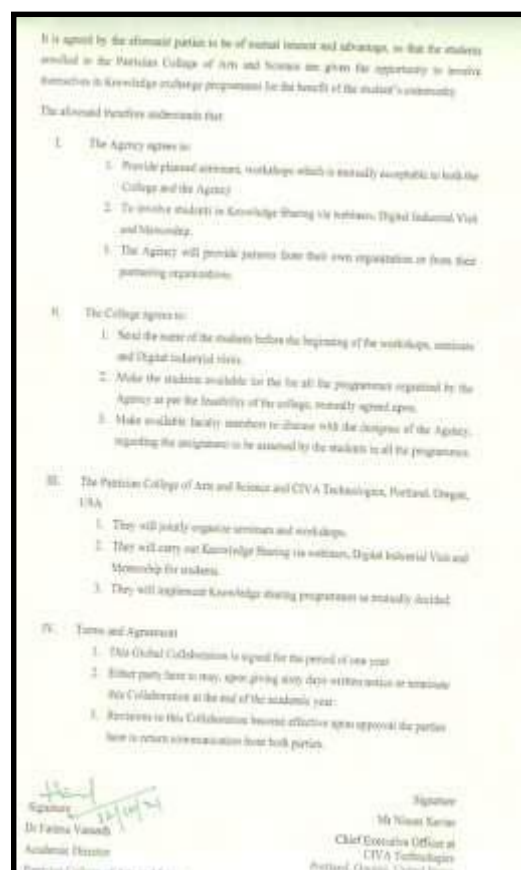 It is agreed by the aforesaid parties to be of mutual interest and advantage, so that the students
enrolled in the Patrician College of Arts and Science are given the opportunity to involve
themselves in Knowledge exchange programmes for the benefit of the student's community.
The aforesaid therefore understands that
I. The Agency agrees to:
1. Provide planned seminars, workshops which is mutually acceptable to both the
College and the Agency
2. To involve students in Knowledge Sharing via webinars, Digital Industrial Visit
and Mentorship.
3. The Agency will provide persons from their own organization or from their
partnering organizations.
II. The College agrees to:
1. Send the name of the students before the beginning of the workshops, seminars
and Digital industrial visits.
2. Make the students available for the for all the programmes organized by the
Agency as per the feasibility of the college, mutually agreed upon.
3. Make available faculty members to discuss with the designee of the Agency,
regarding the assignment to be assessed by the students in all the programmes.
III. The Patrician College of Arts and Science and CIVA Technologies, Portland, Oregon,
USA
1. They will jointly organize seminars and workshops.
2. They will carry out Knowledge Sharing via webinars, Digital Industrial Visit and
Mentorship for students.
3. They will implement Knowledge sharing programmes as mutually decided.
IV. Terms and Agreement
1. This Global Collaboration is signed for the period of one year
2. Either party here to may, upon giving sixty days written notice or terminate
this Collaboration at the end of the academic year.
3. Revisions to this Collaboration become effective upon approval the parties
here in return communication from both parties.
Signature
Dr Fatima Vasanth
Academic Director
Patrician College of Arts and
Signature
Mr
Chief Executive Officer at
CIVA Technologies
Portland, Oregon, United States